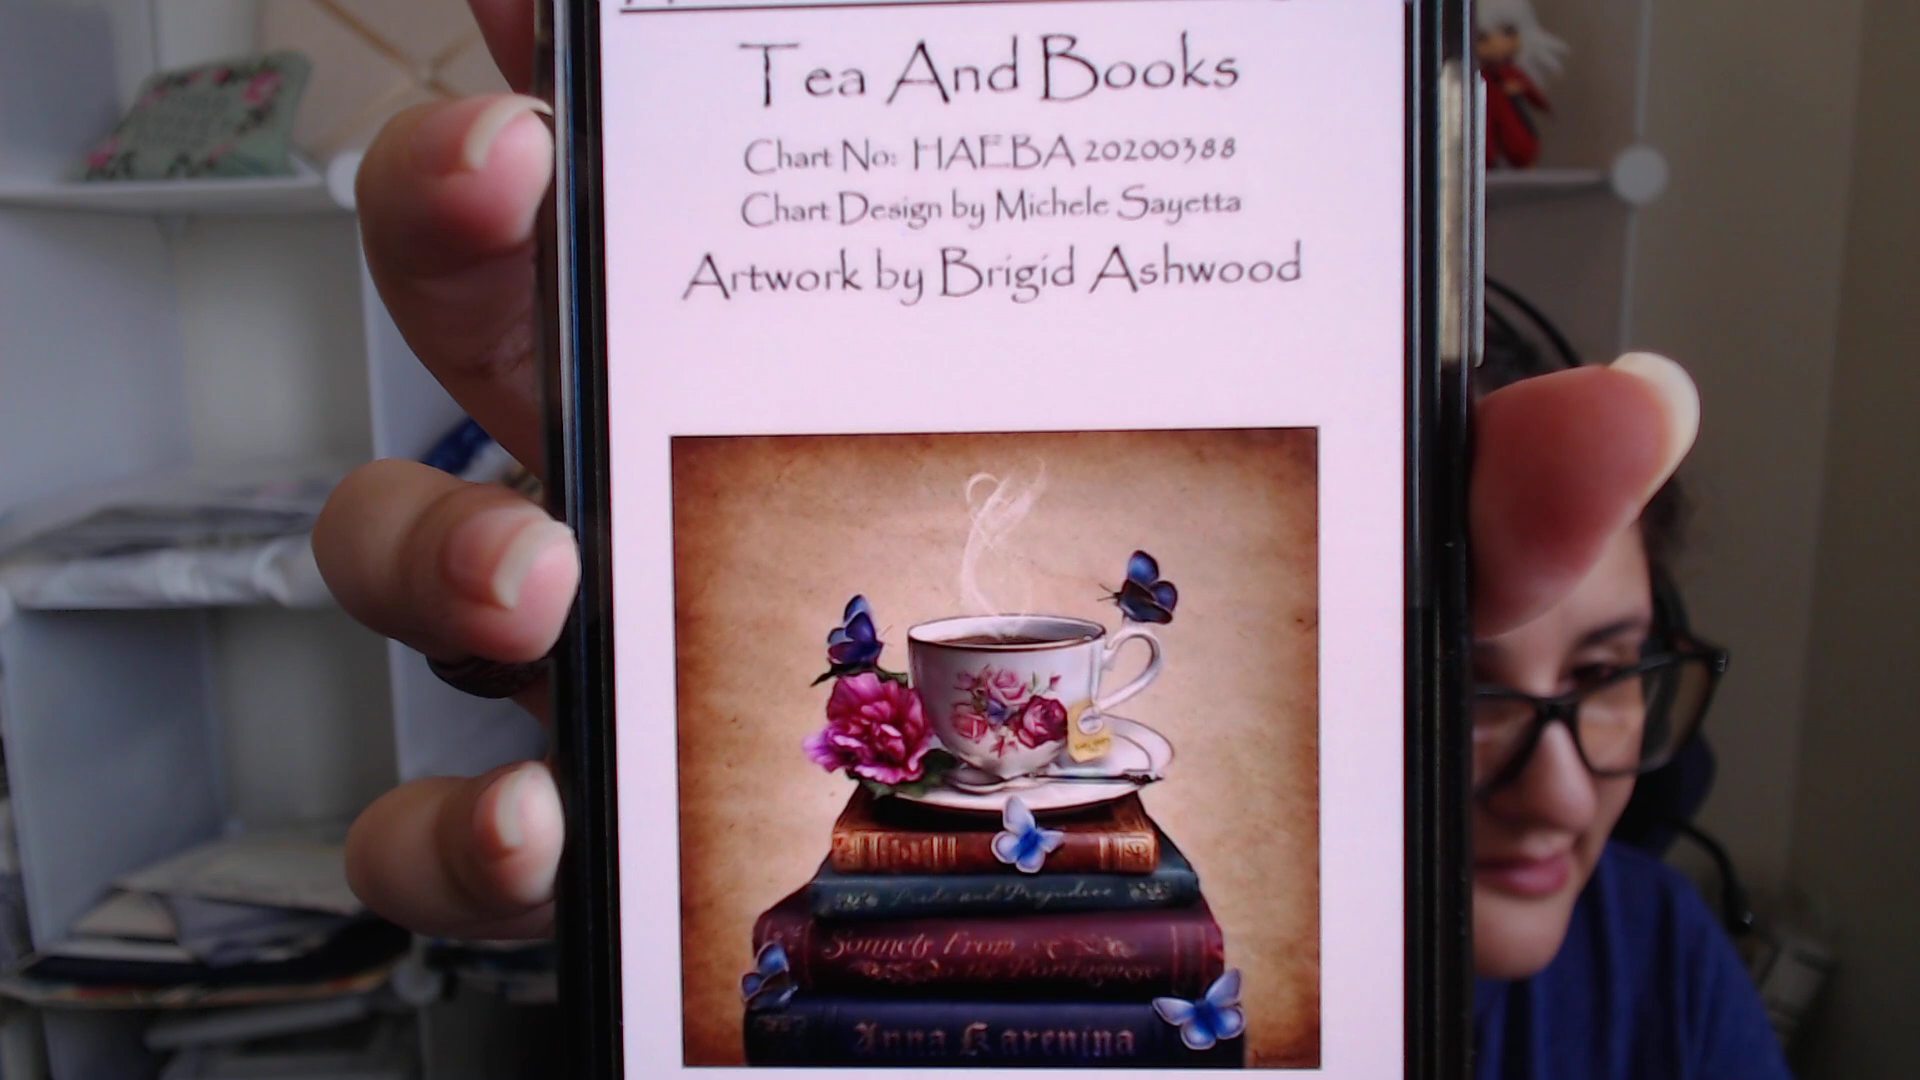 Tea And Books
Chart No: HAEBA 20200388
Chart Design by Michele Sayetta
Artwork by Brigid Ashwood
Pride and Prejudice
Sonnets From
the Portuguese
Anna Karenina